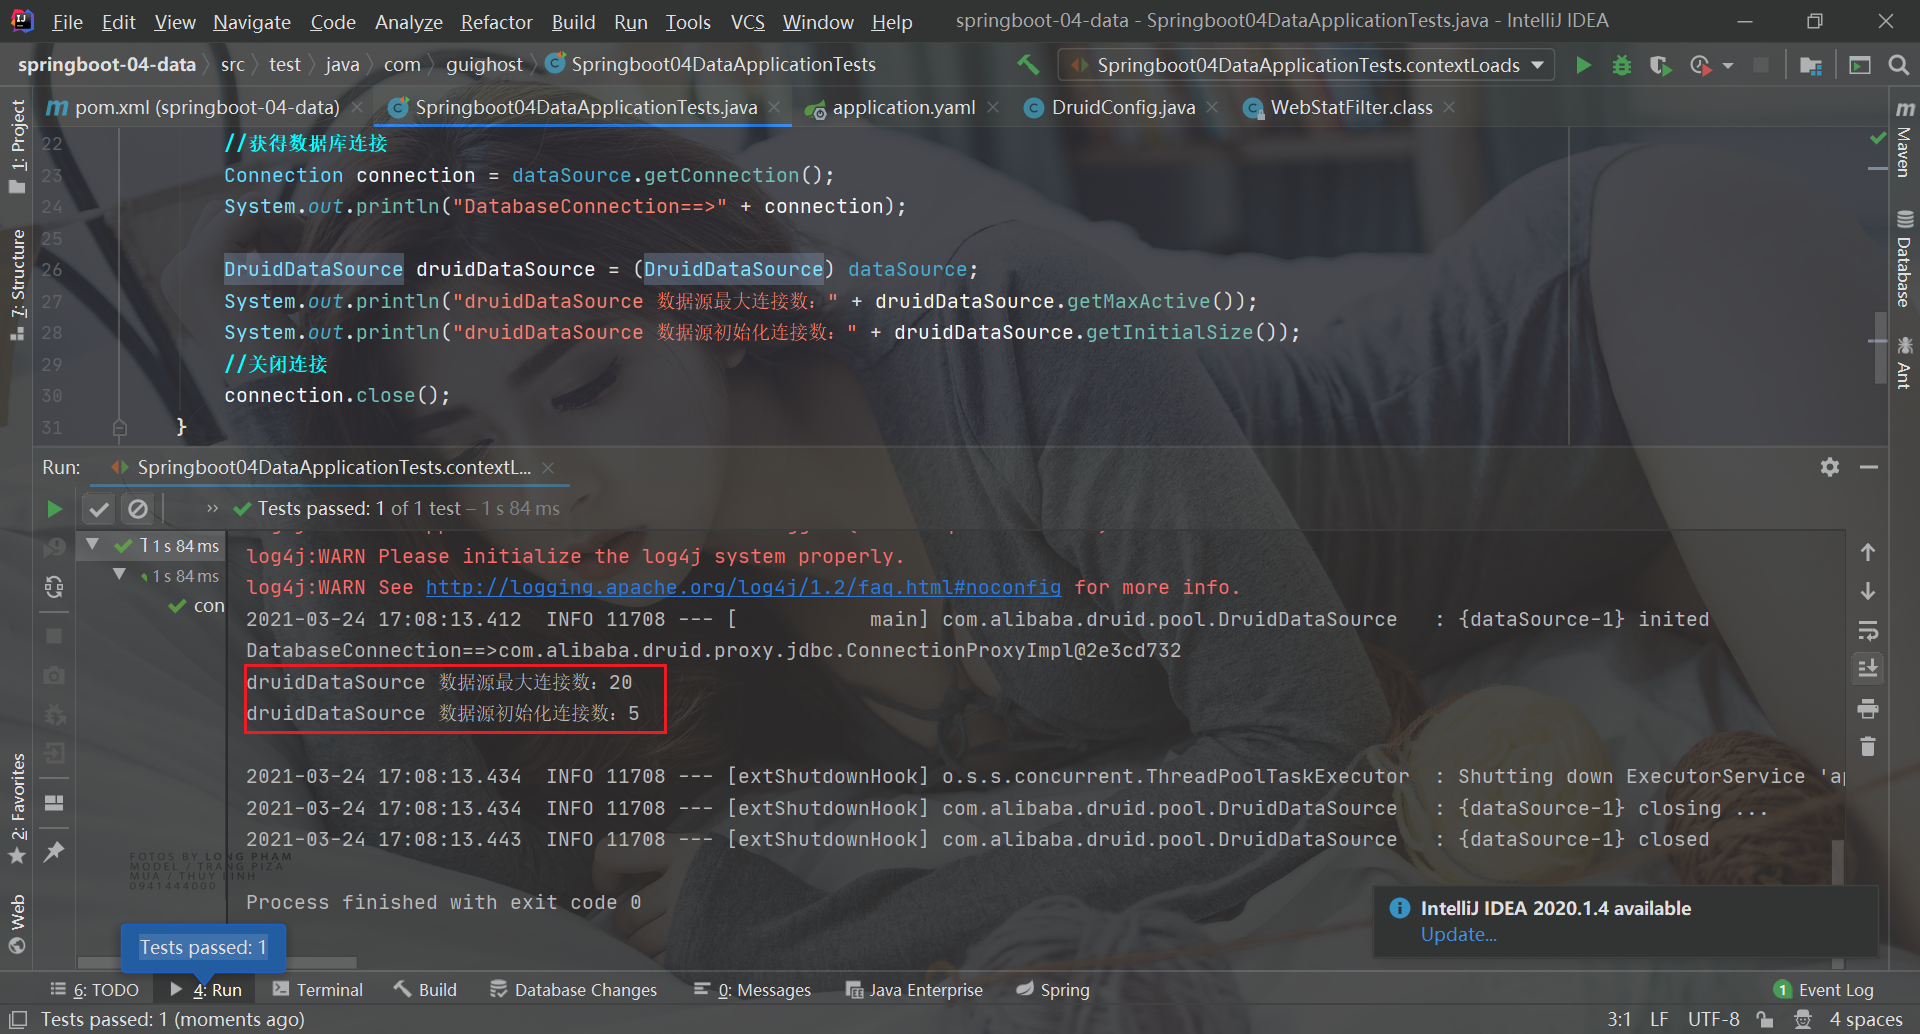 File Edit View Navigate Code Analyze Refactor Build Run Tools VCS Window Help springboot-04-data - Springboot04DataApplicationTests.java - IntelliJ IDEA
springboot-04-data src test java com guighost Springboot04DataApplicationTests Springboot04DataApplicationTests.contextLoads
pom.xml (springboot-04-data) Springboot04DataApplicationTests.java application.yaml DruidConfig.java WebStatFilter.class
1: Project
7: Structure
2: Favorites
Web
Maven
Database
Ant
22 //获得数据库连接
23 Connection connection = dataSource.getConnection();
24 System.out.println("DatabaseConnection==>" + connection);
25
26 DruidDataSource druidDataSource = (DruidDataSource) dataSource;
27 System.out.println("druidDataSource 数据源最大连接数：" + druidDataSource.getMaxActive());
28 System.out.println("druidDataSource 数据源初始化连接数：" + druidDataSource.getInitialSize());
29 //关闭连接
30 connection.close();
31 }
Run: Springboot04DataApplicationTests.contextL...
» Tests passed: 1 of 1 test – 1 s 84 ms
T 1 s 84 ms
1 s 84 ms
con
log4j:WARN Please initialize the log4j system properly.
log4j:WARN See http://logging.apache.org/log4j/1.2/faq.html#noconfig for more info.
2021-03-24 17:08:13.412  INFO 11708 --- [           main] com.alibaba.druid.pool.DruidDataSource   : {dataSource-1} inited
DatabaseConnection==>com.alibaba.druid.proxy.jdbc.ConnectionProxyImpl@2e3cd732
druidDataSource 数据源最大连接数：20
druidDataSource 数据源初始化连接数：5
2021-03-24 17:08:13.434  INFO 11708 --- [extShutdownHook] o.s.s.concurrent.ThreadPoolTaskExecutor  : Shutting down ExecutorService 'ap
2021-03-24 17:08:13.434  INFO 11708 --- [extShutdownHook] com.alibaba.druid.pool.DruidDataSource   : {dataSource-1} closing ...
2021-03-24 17:08:13.443  INFO 11708 --- [extShutdownHook] com.alibaba.druid.pool.DruidDataSource   : {dataSource-1} closed
Process finished with exit code 0
FOTOS BY LONG PHAM
MODEL / TRANG PIZA
MUA / THUY LINH
0941444000
Tests passed: 1
IntelliJ IDEA 2020.1.4 available
Update...
6: TODO 4: Run Terminal Build Database Changes 0: Messages Java Enterprise Spring 1 Event Log
Tests passed: 1 (moments ago) 3:1 LF UTF-8 4 spaces